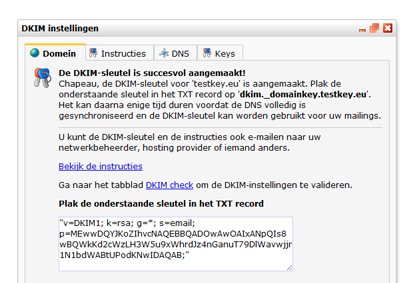 DKIM instellingen
Domein
Instructies
DNS
Keys
De DKIM-sleutel is succesvol aangemaakt!
Chapeau, de DKIM-sleutel voor 'testkey.eu' is aangemaakt. Plak de
onderstaande sleutel in het TXT record op 'dkim._domainkey.testkey.eu'.
Het kan daarna enige tijd duren voordat de DNS volledig is
gesynchroniseerd en de DKIM-sleutel kan worden gebruikt voor uw mailings.
U kunt de DKIM-sleutel en de instructies ook e-mailen naar uw
netwerkbeheerder, hosting provider of iemand anders.
Bekijk de instructies
Ga naar het tabblad DKIM check om de DKIM-instellingen te valideren.
Plak de onderstaande sleutel in het TXT record
"v=DKIM1; k=rsa; g=*; s=email;
p=MEwwDQYJKoZIhvcNAQEBBQADOwAwOAIxANpQIs8
wBQWkKd2cWzLH3W5u9xWhrdJz4nGanuT79DlWavwjjr
1N1bdWABtUPodKNwIDAQAB;"